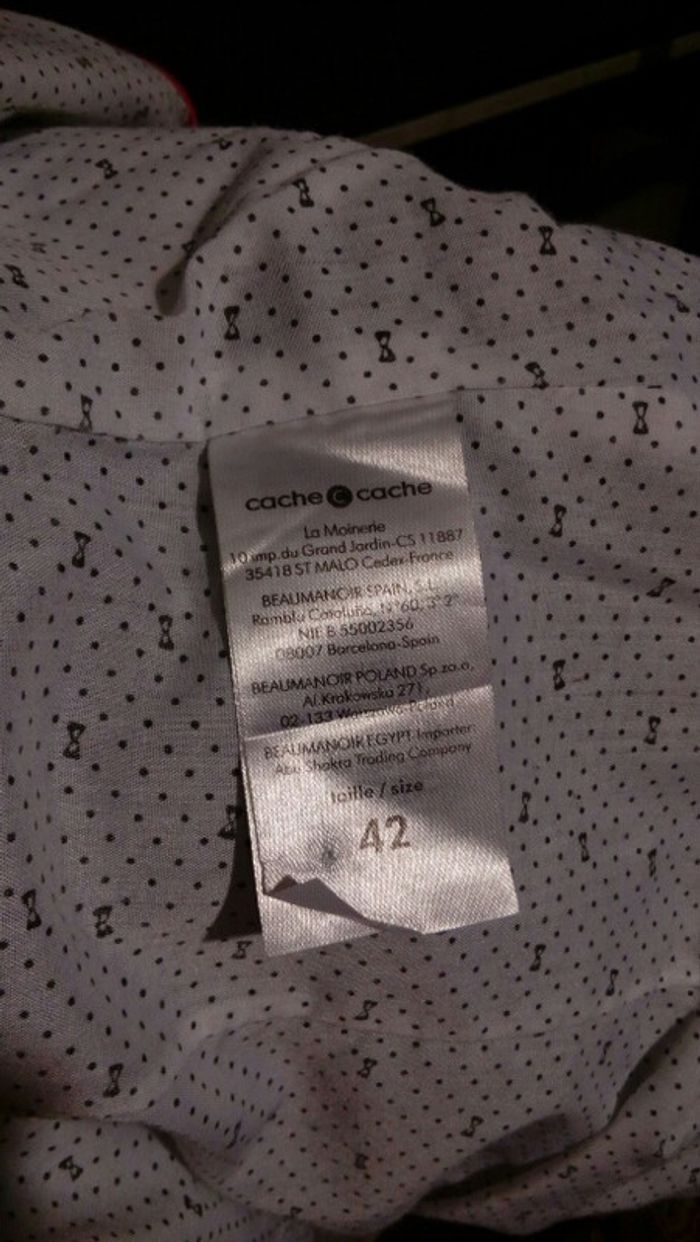 cache c cache
La Moinerie
10 imp.du Grand Jardin-CS 11887
35418 ST MALO Cedex-France
BEAUMANOIR SPAIN, S.L.
Rambla Cataluña, N°60, 3° 2°
NIF B 55002356
08007 Barcelona-Spain
BEAUMANOIR POLAND Sp.zo.o,
Al.Krakowska 271,
02-133 Warszawa-Poland
BEAUMANOIR EGYPT Importer
Abu Shakra Trading Company
taille / size
42